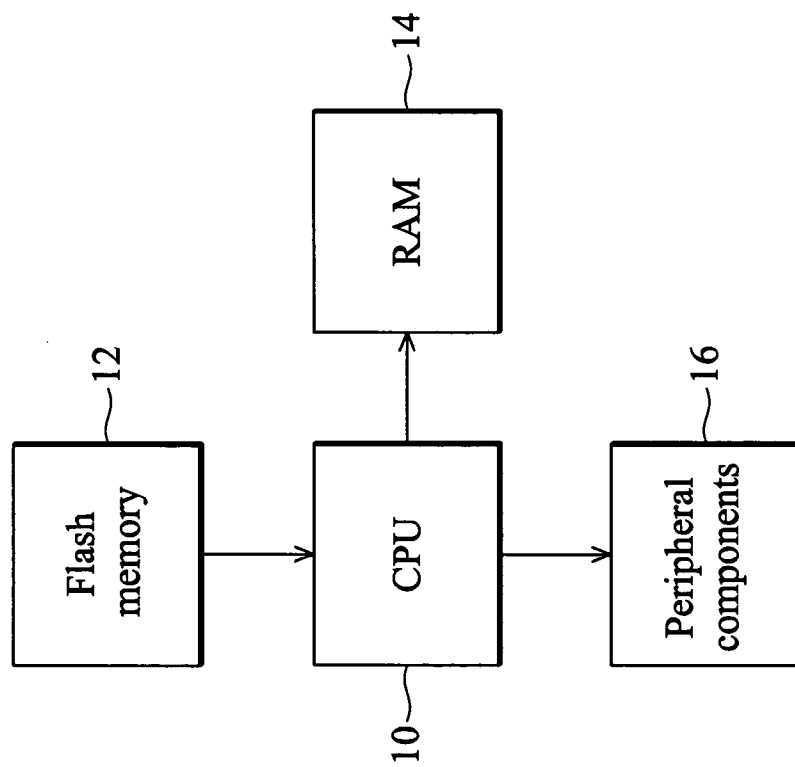 Flash
memory
12
10
CPU
RAM
14
Peripheral
components
16